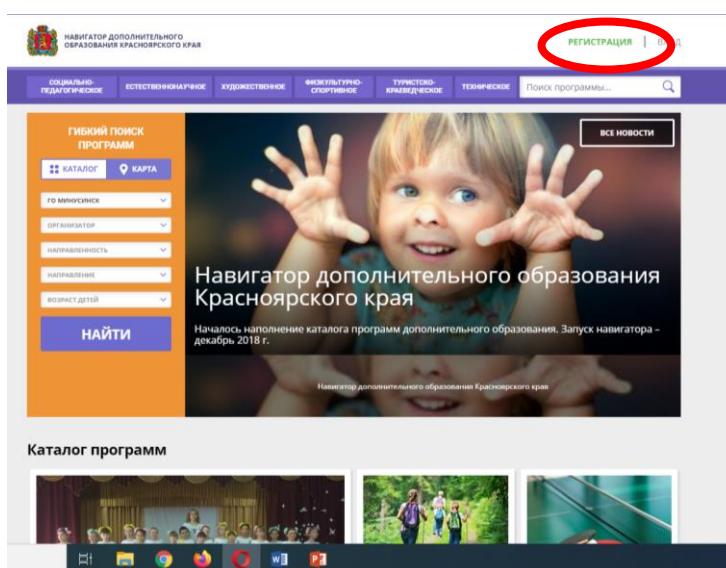 НАВИГАТОР ДОПОЛНИТЕЛЬНОГО
ОБРАЗОВАНИЯ КРАСНОЯРСКОГО КРАЯ
РЕГИСТРАЦИЯ | ВХОД
СОЦИАЛЬНО-
ПЕДАГОГИЧЕСКОЕ
ЕСТЕСТВЕННОНАУЧНОЕ
ХУДОЖЕСТВЕННОЕ
ФИЗКУЛЬТУРНО-
СПОРТИВНОЕ
ТУРИСТСКО-
КРАЕВЕДЧЕСКОЕ
ТЕХНИЧЕСКОЕ
Поиск программы...
ГИБКИЙ ПОИСК
ПРОГРАММ
КАТАЛОГ
КАРТА
ГО МИНУСИНСК
ОРГАНИЗАТОР
НАПРАВЛЕННОСТЬ
НАПРАВЛЕНИЕ
ВОЗРАСТ ДЕТЕЙ
НАЙТИ
ВСЕ НОВОСТИ
Навигатор дополнительного образования
Красноярского края
Началось наполнение каталога программ дополнительного образования. Запуск навигатора –
декабрь 2018 г.
Навигатор дополнительного образования Красноярского края
Каталог программ